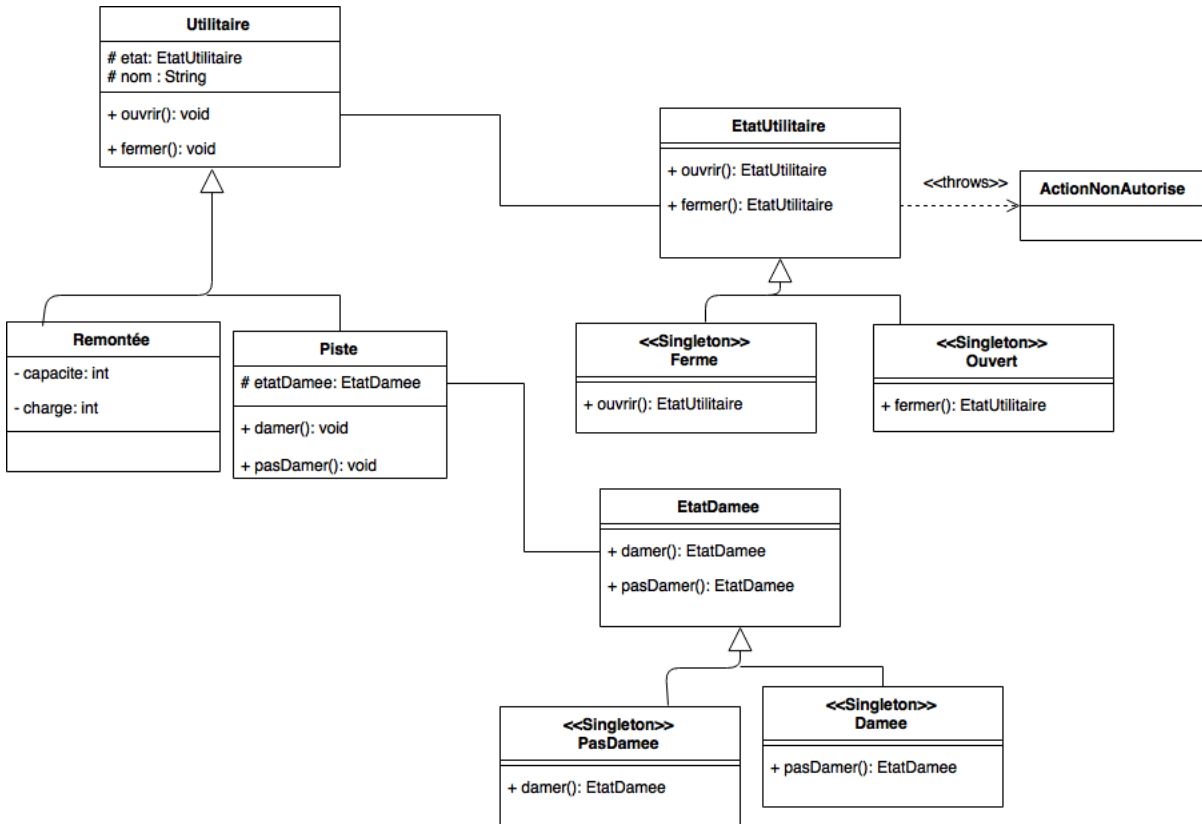 Utilitaire
# etat: EtatUtilitaire
# nom : String
+ ouvrir(): void
+ fermer(): void
EtatUtilitaire
+ ouvrir(): EtatUtilitaire
+ fermer(): EtatUtilitaire
<<throws>>
ActionNonAutorise
Remontée
- capacite: int
- charge: int
Piste
# etatDamee: EtatDamee
+ damer(): void
+ pasDamer(): void
<<Singleton>>
Ferme
+ ouvrir(): EtatUtilitaire
<<Singleton>>
Ouvert
+ fermer(): EtatUtilitaire
EtatDamee
+ damer(): EtatDamee
+ pasDamer(): EtatDamee
<<Singleton>>
PasDamee
+ damer(): EtatDamee
<<Singleton>>
Damee
+ pasDamer(): EtatDamee